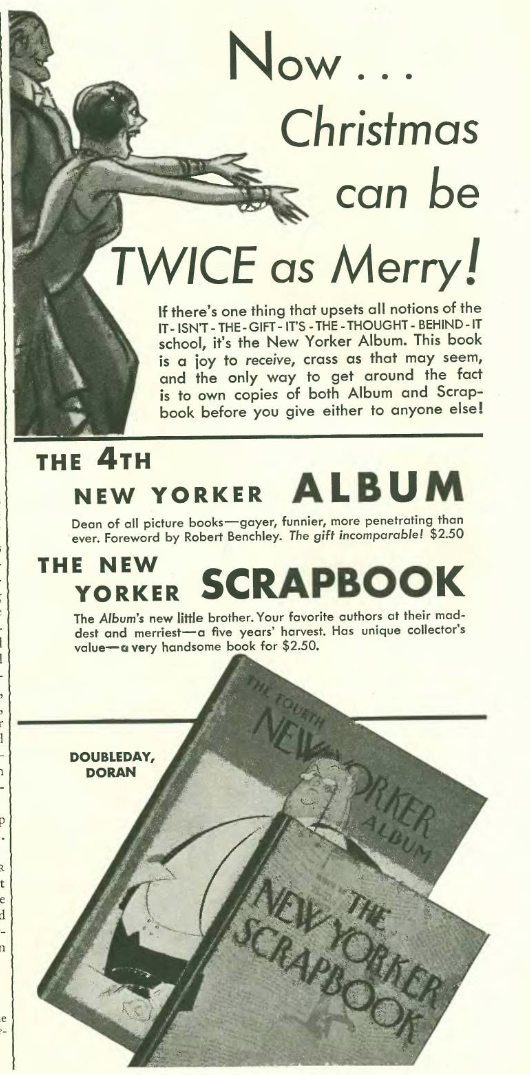 Now...
Christmas
can be
TWICE as Merry!
If there's one thing that upsets all notions of the
IT-ISN'T-THE-GIFT-IT'S-THE-THOUGHT-BEHIND-IT
school, it's the New Yorker Album. This book
is a joy to receive, crass as that may seem,
and the only way to get around the fact
is to own copies of both Album and Scrap-
book before you give either to anyone else!
THE 4TH
NEW YORKER ALBUM
Dean of all picture books—gayer, funnier, more penetrating than
ever. Foreword by Robert Benchley. The gift incomparable! $2.50
THE NEW
YORKER SCRAPBOOK
The Album's new little brother. Your favorite authors at their mad-
dest and merriest—a five years' harvest. Has unique collector's
value—a very handsome book for $2.50.
DOUBLEDAY,
DORAN
THE FOURTH
NEW YORKER
ALBUM
THE
NEW YORKER
SCRAPBOOK